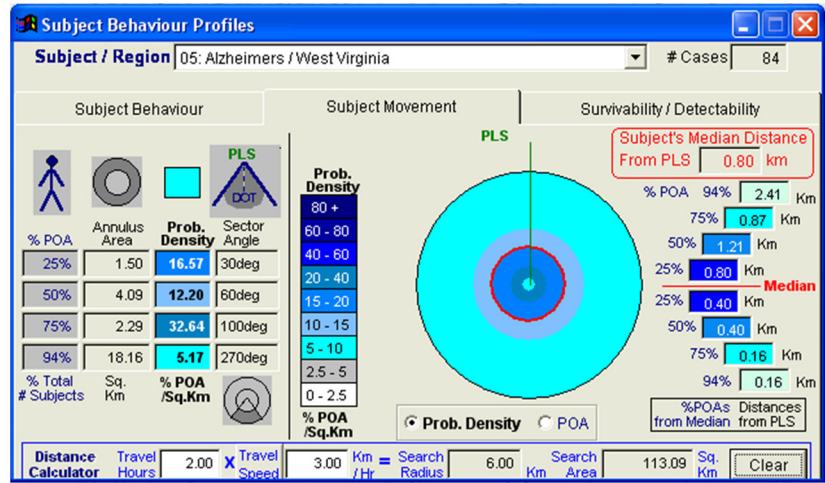 Subject Behaviour Profiles
Subject / Region 05: Alzheimers / West Virginia # Cases 84
Subject Behaviour Subject Movement Survivability / Detectability
PLS
DOT
% POA Annulus Area Prob. Density Sector Angle
25% 1.50 16.57 30deg
50% 4.09 12.20 60deg
75% 2.29 32.64 100deg
94% 18.16 5.17 270deg
% Total # Subjects Sq. Km % POA /Sq.Km
Prob. Density
80 +
60 - 80
40 - 60
20 - 40
15 - 20
10 - 15
5 - 10
2.5 - 5
0 - 2.5
% POA /Sq.Km
PLS
Prob. Density POA
Subject's Median Distance
From PLS 0.80 km
% POA 94% 2.41 Km
75% 0.87 Km
50% 1.21 Km
25% 0.80 Km
Median
25% 0.40 Km
50% 0.40 Km
75% 0.16 Km
94% 0.16 Km
%POAs from Median Distances from PLS
Distance Calculator Travel Hours 2.00 X Travel Speed 3.00 Km /Hr = Search Radius 6.00 Km Search Area 113.09 Sq. Km Clear